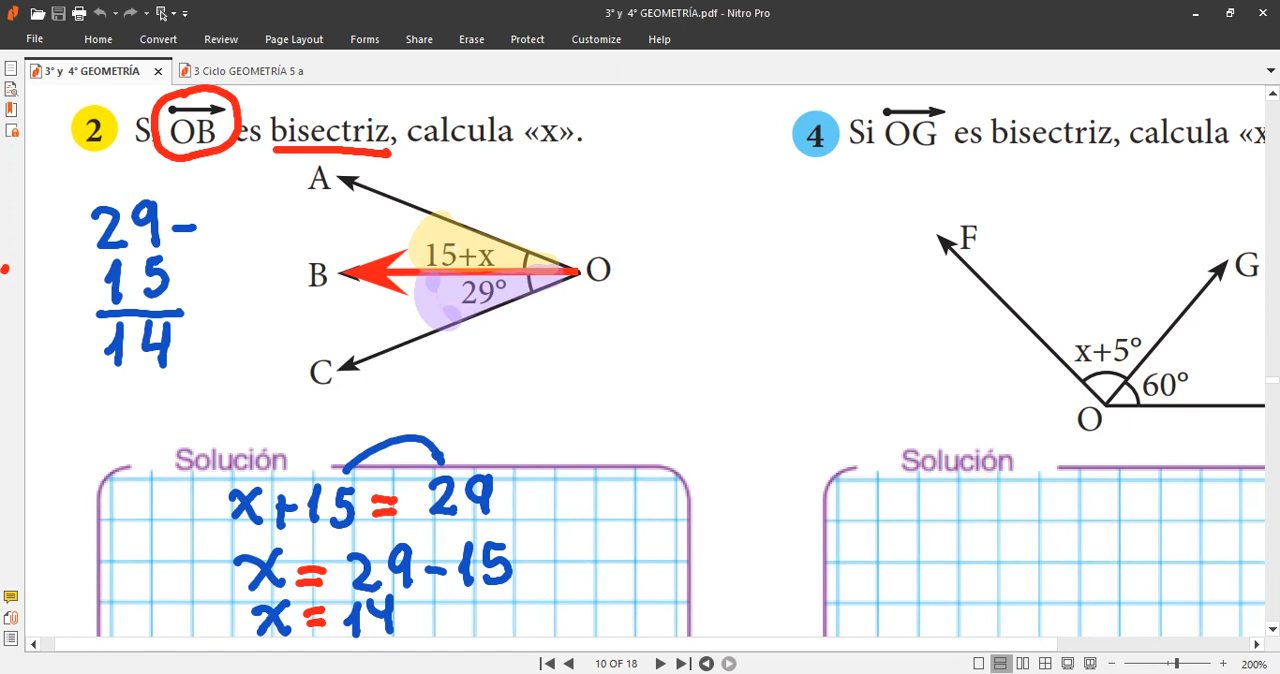 3° y 4° GEOMETRÍA.pdf - Nitro Pro
File Home Convert Review Page Layout Forms Share Erase Protect Customize Help
3° y 4° GEOMETRÍA
3 Ciclo GEOMETRÍA 5 a
2 Si OB es bisectriz, calcula «x».
A
15+x
B
O
29°
C
29 -
15
14
Solución
x+15 = 29
x = 29-15
x = 14
4 Si OG es bisectriz, calcula «x
F
G
x+5°
60°
O
Solución
10 OF 18
200%